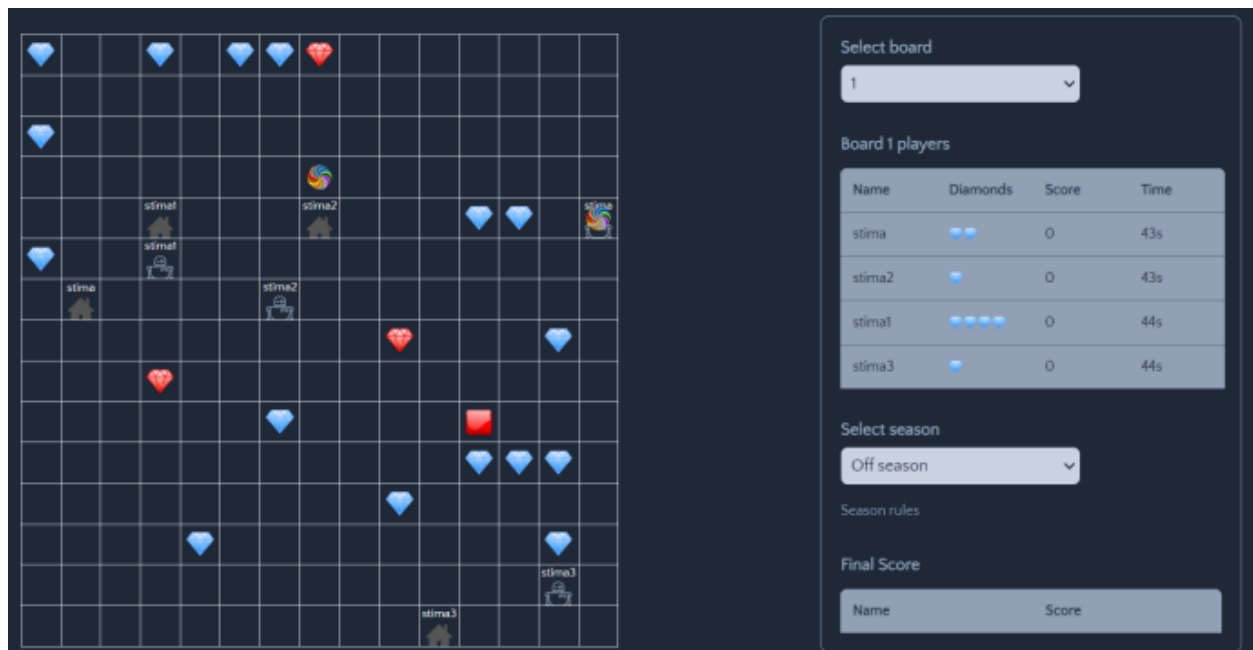 Select board
1
Board 1 players
Name Diamonds Score Time
stima 0 43s
stima2 0 43s
stima1 0 44s
stima3 0 44s
Select season
Off season
Season rules
Final Score
Name Score
stima1 stima2 stima
stima1
stima stima2
stima3
stima3